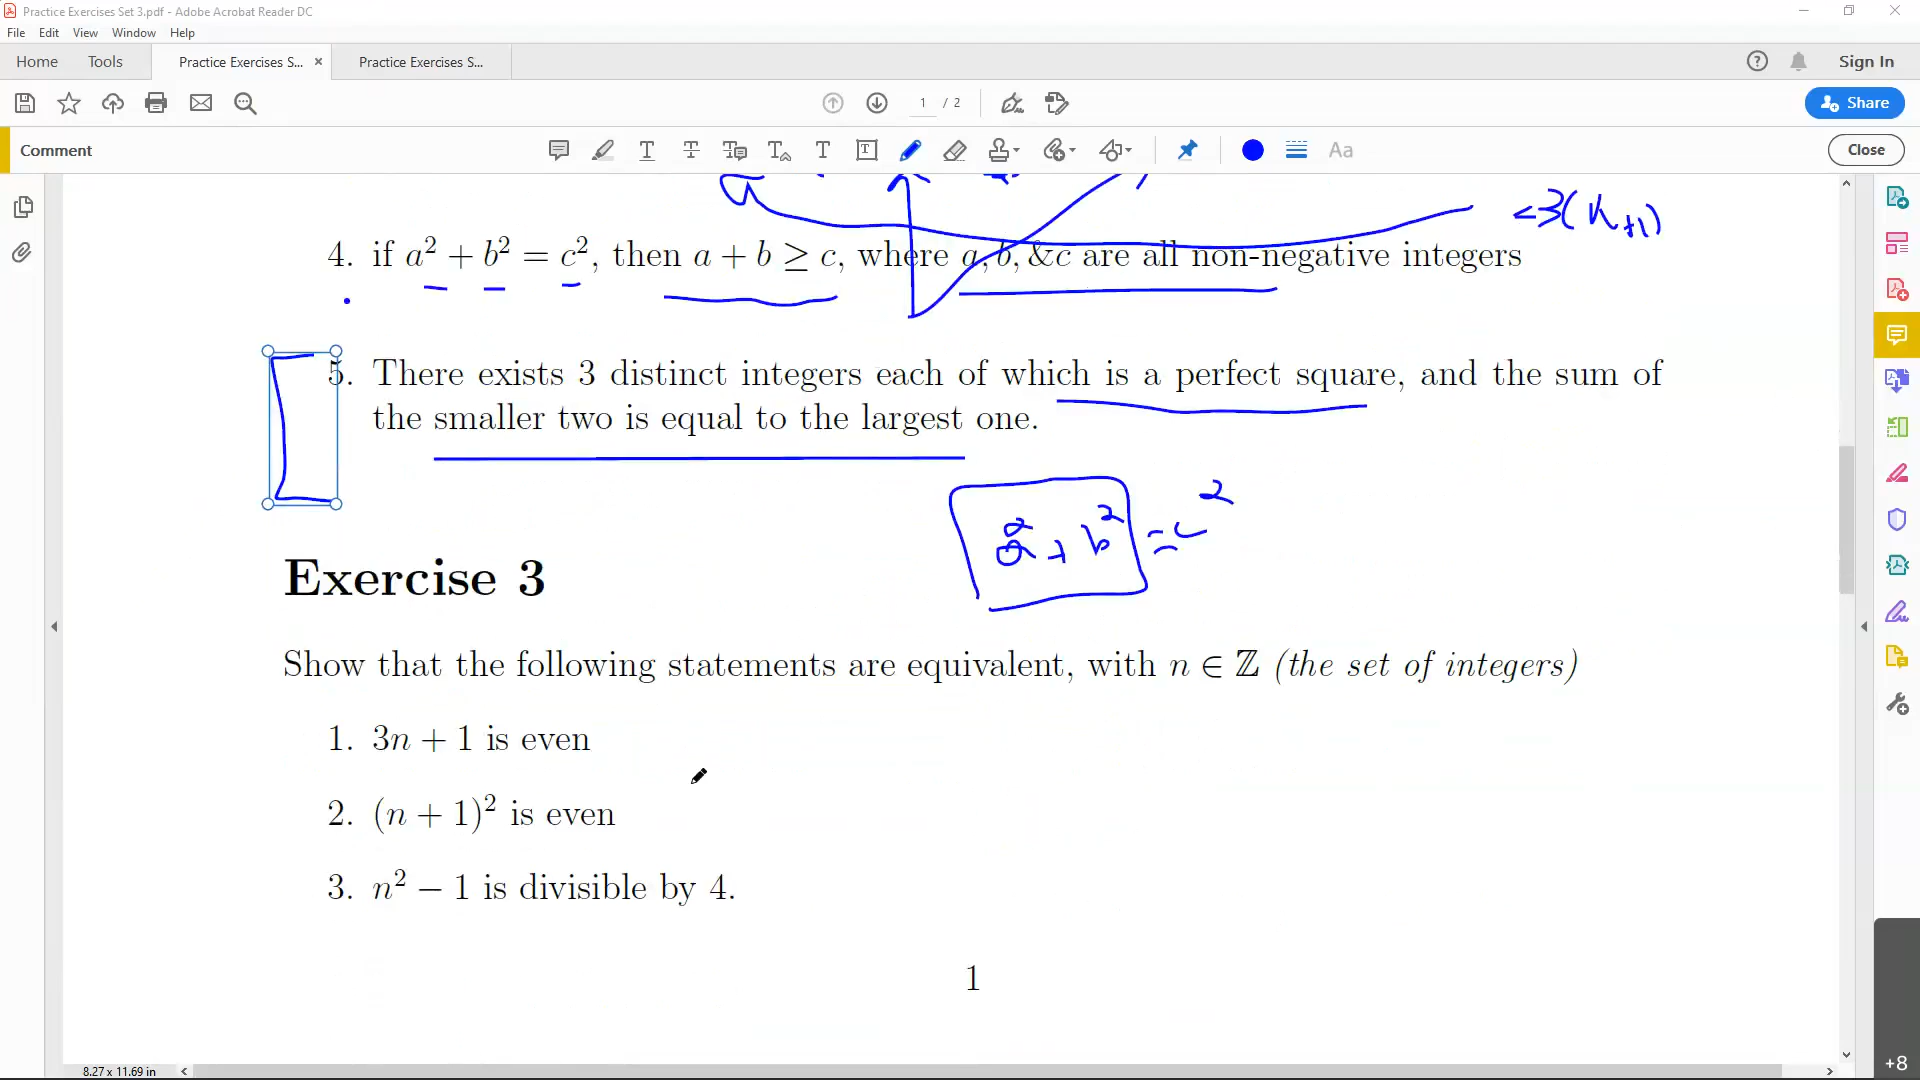 Practice Exercises Set 3.pdf - Adobe Acrobat Reader DC
File Edit View Window Help
Home Tools Practice Exercises S... × Practice Exercises S... Sign In
1 / 2 Share
Comment Close
<3(k+1)
4. if a² + b² = c², then a + b ≥ c, where a, b, &c are all non-negative integers
5. There exists 3 distinct integers each of which is a perfect square, and the sum of
the smaller two is equal to the largest one.
a² + b² = c²
Exercise 3
Show that the following statements are equivalent, with n ∈ ℤ (the set of integers)
1. 3n + 1 is even
2. (n + 1)² is even
3. n² − 1 is divisible by 4.
1
8.27 x 11.69 in
+8